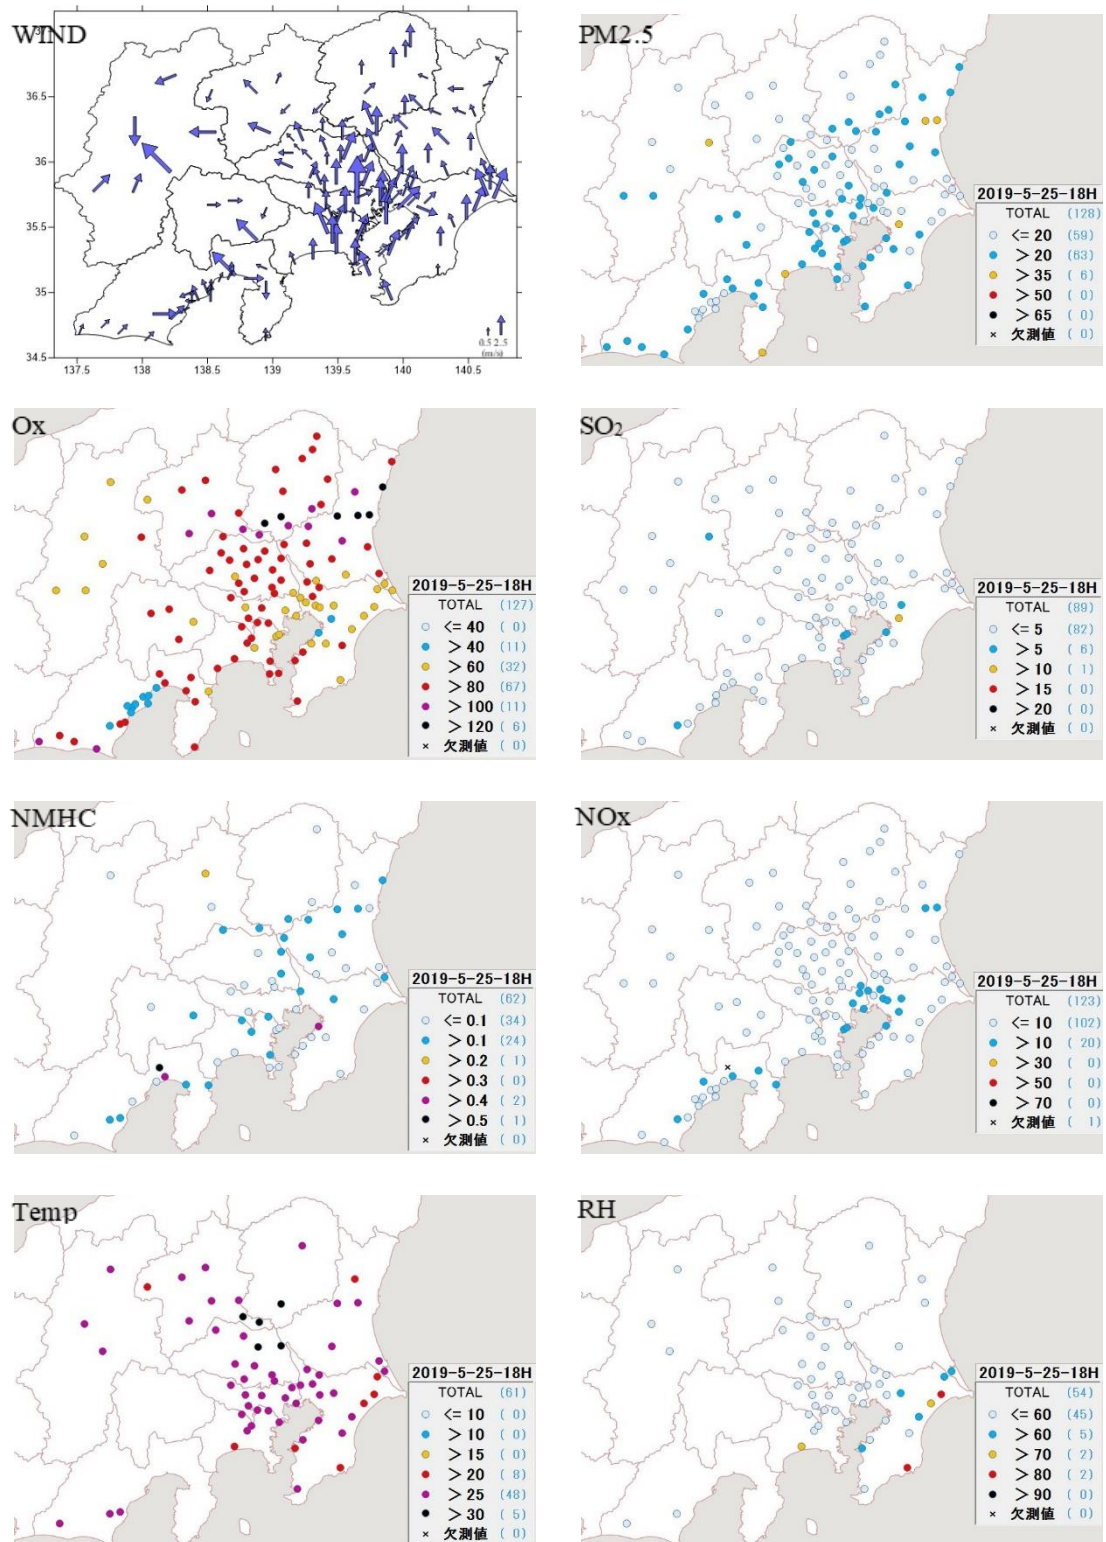 WIND
37
36.5
36
35.5
35
34.5
137.5 138 138.5 139 139.5 140 140.5
0.5 2.5
(m/s)
PM2.5
2019-5-25-18H
TOTAL (128)
<= 20 (59)
> 20 (63)
> 35 ( 6)
> 50 ( 0)
> 65 ( 0)
× 欠測値 ( 0)
Ox
2019-5-25-18H
TOTAL (127)
<= 40 ( 0)
> 40 ( 11)
> 60 ( 32)
> 80 ( 67)
> 100 ( 11)
> 120 ( 6)
× 欠測値 ( 0)
SO₂
2019-5-25-18H
TOTAL (89)
<= 5 (82)
> 5 ( 6)
> 10 ( 1)
> 15 ( 0)
> 20 ( 0)
× 欠測値 ( 0)
NMHC
2019-5-25-18H
TOTAL (62)
<= 0.1 (34)
> 0.1 (24)
> 0.2 ( 1)
> 0.3 ( 0)
> 0.4 ( 2)
> 0.5 ( 1)
× 欠測値 ( 0)
NOx
2019-5-25-18H
TOTAL (123)
<= 10 (102)
> 10 ( 20)
> 30 ( 0)
> 50 ( 0)
> 70 ( 0)
× 欠測値 ( 1)
Temp
2019-5-25-18H
TOTAL (61)
<= 10 ( 0)
> 10 ( 0)
> 15 ( 0)
> 20 ( 8)
> 25 (48)
> 30 ( 5)
× 欠測値 ( 0)
RH
2019-5-25-18H
TOTAL (54)
<= 60 (45)
> 60 ( 5)
> 70 ( 2)
> 80 ( 2)
> 90 ( 0)
× 欠測値 ( 0)